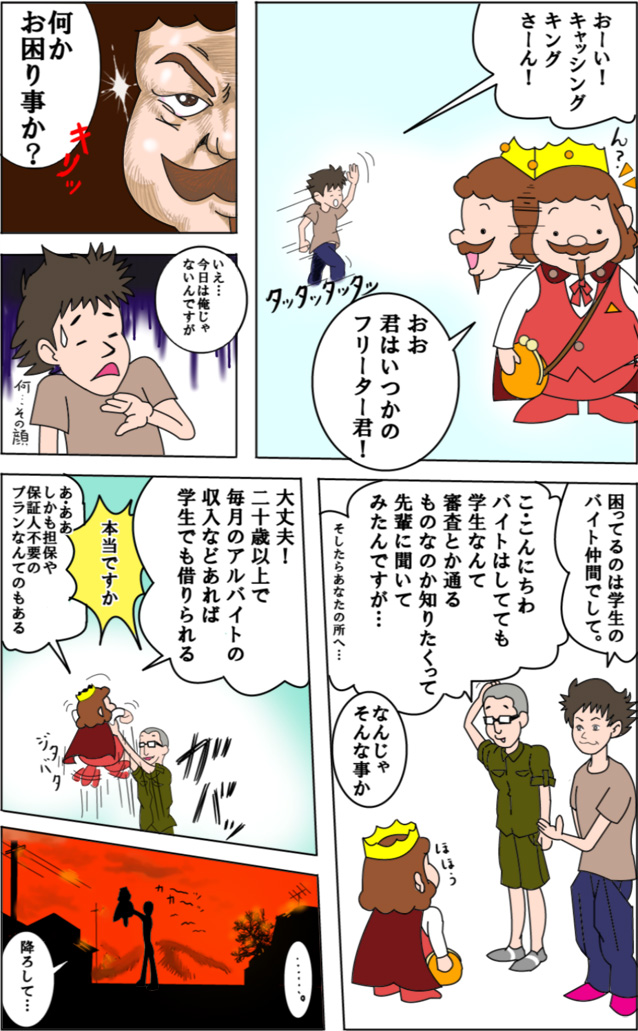 おーい！
キャッシング
キング
さーん！
ん？
タッタッタッタッ
おお
君はいつかの
フリーター君！
何か
お困り事か？
キリッ
いえ…
今日は俺じゃ
ないんですが
何…その顔
困ってるのは学生の
バイト仲間でして。
こ・こんにちわ
バイトはしてても
学生なんて
審査とか通る
ものなのか知りたくって
先輩に聞いて
みたんですが…
そしたらあなたの所へ…
なんじゃ
そんな事か
ほほぅ
大丈夫！
二十歳以上で
毎月のアルバイトの
収入などあれば
学生でも借りられる
本当ですか
あ・ああ
しかも担保や
保証人不要の
プランなんてのもある
ガバッ
ジタ
バタ
カァー
カァー
……。
降ろして…